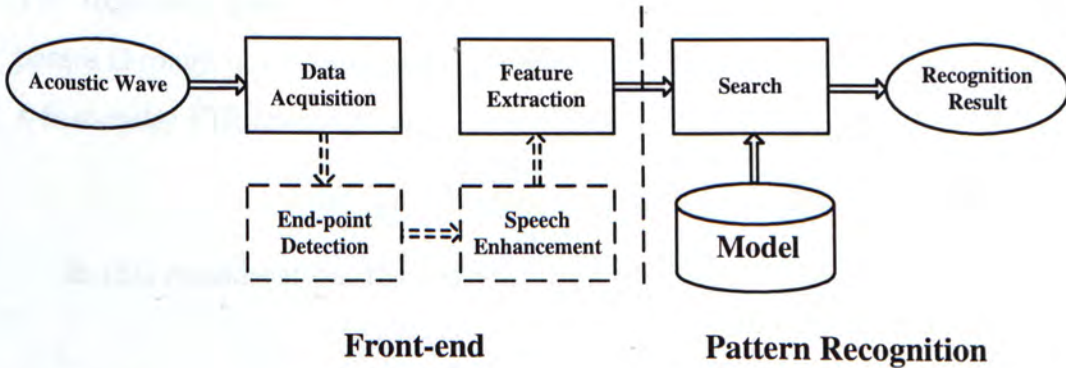 Acoustic Wave
Data
Acquisition
Feature
Extraction
Search
Recognition
Result
End-point
Detection
Speech
Enhancement
Model
Front-end
Pattern Recognition